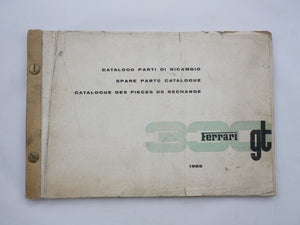 CATALOGO PARTI DI RICAMBIO
SPARE PARTS CATALOGUE
CATALOGUE DES PIECES DE RECHANGE
330 gt
Ferrari
1965